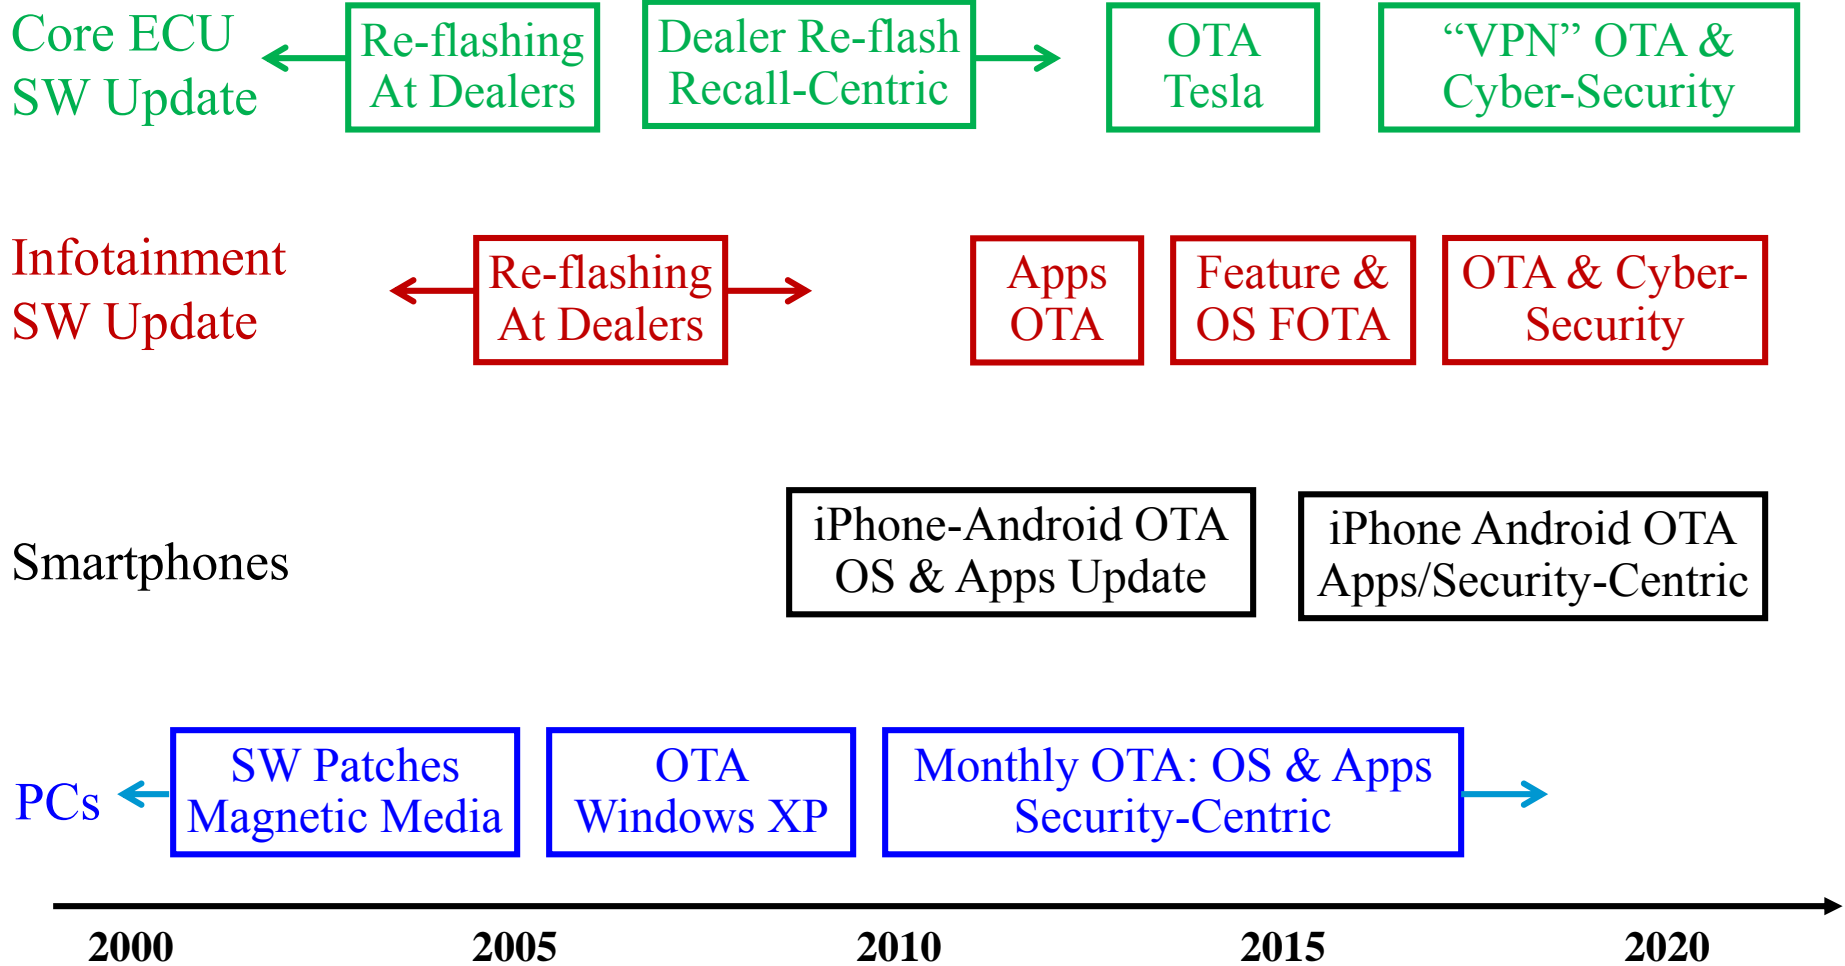 Core ECU
SW Update
Re-flashing
At Dealers
Dealer Re-flash
Recall-Centric
OTA
Tesla
“VPN” OTA &
Cyber-Security
Infotainment
SW Update
Re-flashing
At Dealers
Apps
OTA
Feature &
OS FOTA
OTA & Cyber-
Security
Smartphones
iPhone-Android OTA
OS & Apps Update
iPhone Android OTA
Apps/Security-Centric
PCs
SW Patches
Magnetic Media
OTA
Windows XP
Monthly OTA: OS & Apps
Security-Centric
2000 2005 2010 2015 2020